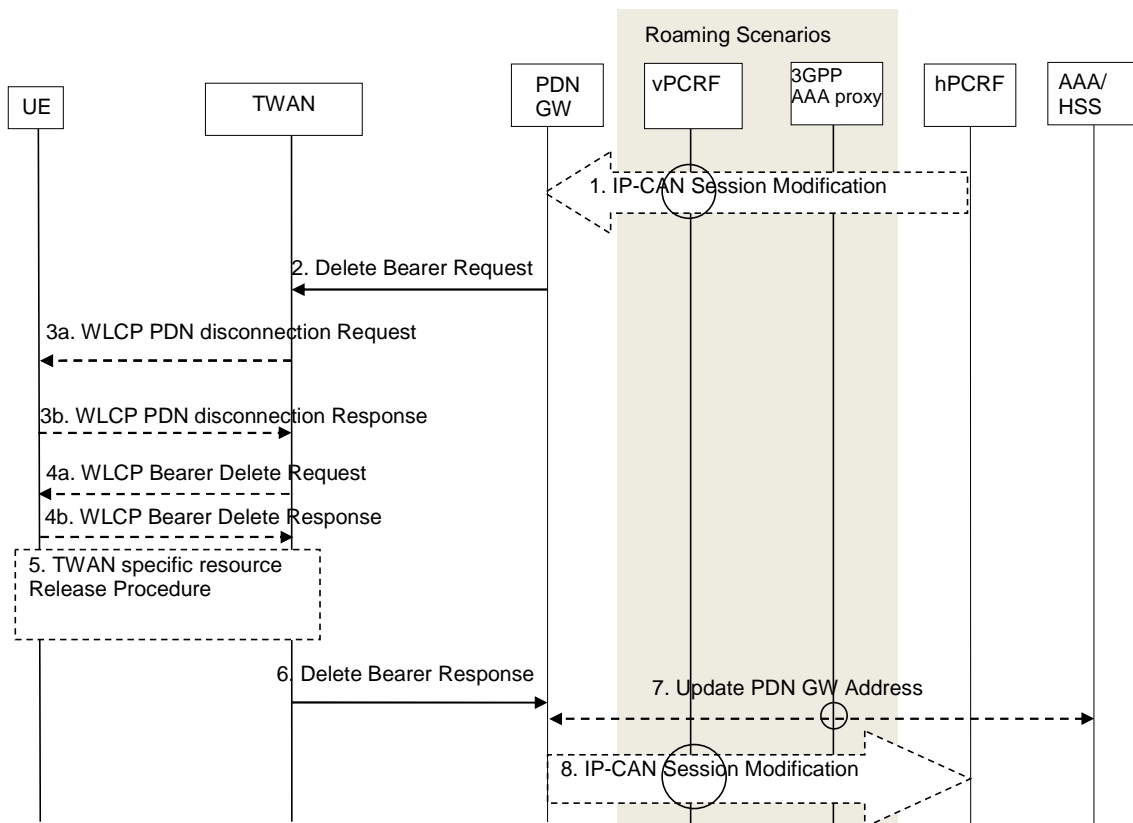 Roaming Scenarios
UE
TWAN
PDN
GW
vPCRF
3GPP
AAA proxy
hPCRF
AAA/
HSS
1. IP-CAN Session Modification
2. Delete Bearer Request
3a. WLCP PDN disconnection Request
3b. WLCP PDN disconnection Response
4a. WLCP Bearer Delete Request
4b. WLCP Bearer Delete Response
5. TWAN specific resource
Release Procedure
6. Delete Bearer Response
7. Update PDN GW Address
8. IP-CAN Session Modification